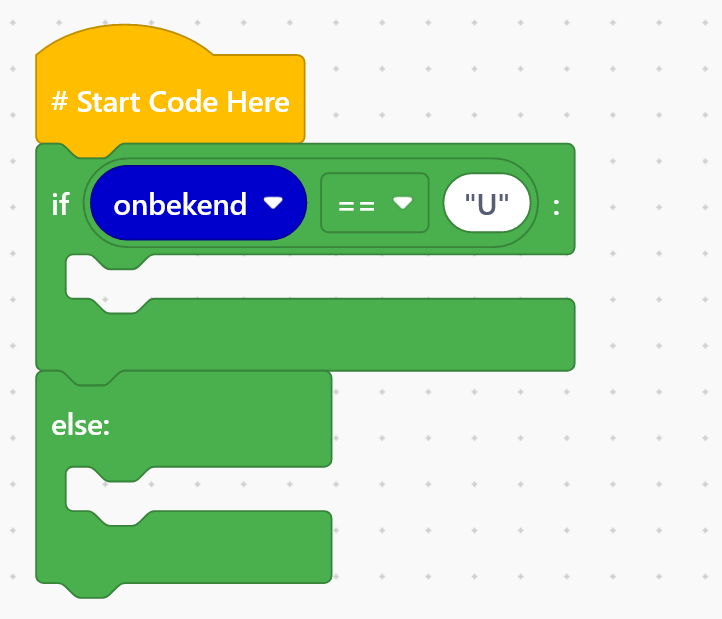 # Start Code Here
if onbekend == "U" :
else: